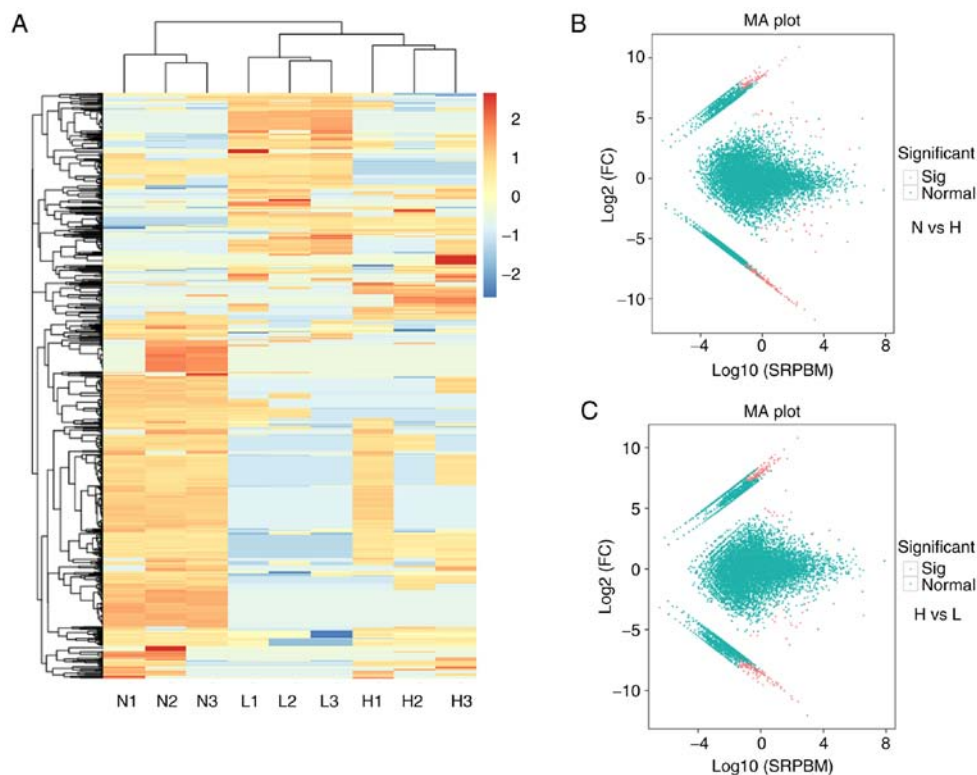 A
2
1
0
−1
−2
N1 N2 N3 L1 L2 L3 H1 H2 H3
B
MA plot
10
5
0
−5
−10
Log2 (FC)
−4 0 4 8
Log10 (SRPBM)
Significant
Sig
Normal
N vs H
C
MA plot
10
5
0
−5
−10
Log2 (FC)
−4 0 4 8
Log10 (SRPBM)
Significant
Sig
Normal
H vs L